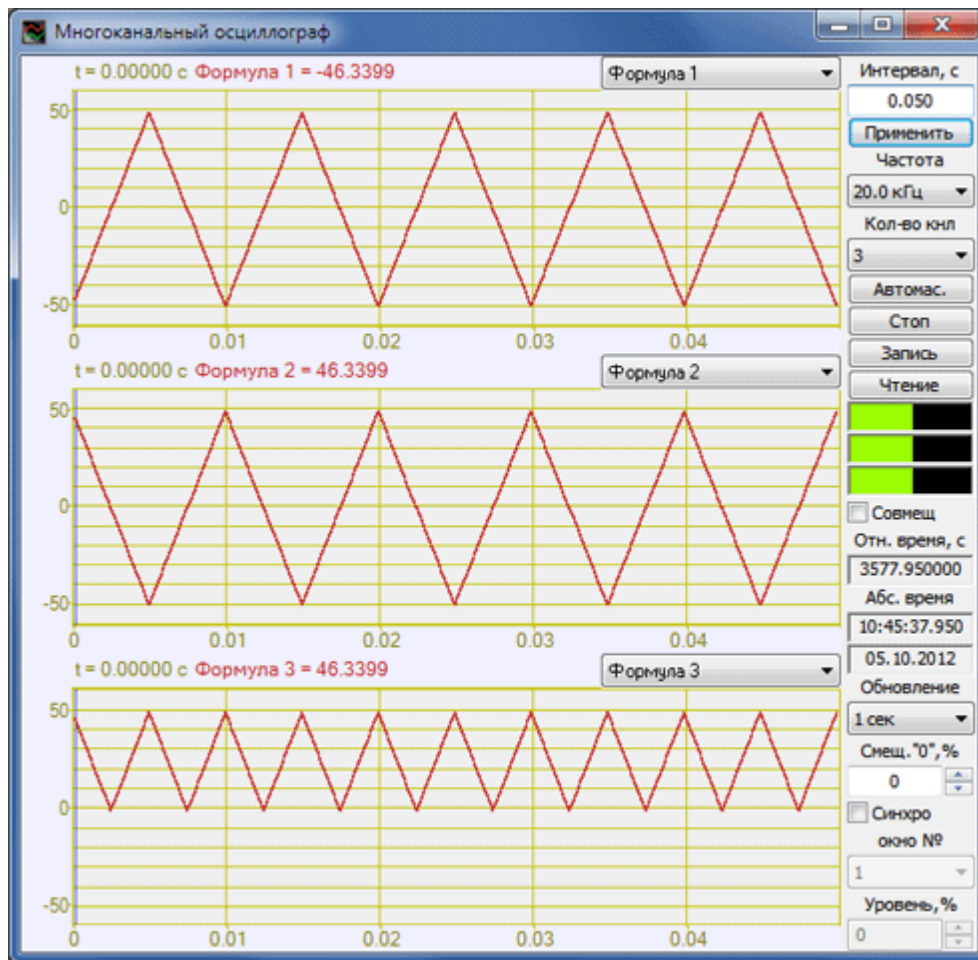 Многоканальный осциллограф
t = 0.00000 с Формула 1 = -46.3399
Формула 1
50
0
-50
0 0.01 0.02 0.03 0.04
t = 0.00000 с Формула 2 = 46.3399
Формула 2
50
0
-50
0 0.01 0.02 0.03 0.04
t = 0.00000 с Формула 3 = 46.3399
Формула 3
50
0
-50
0 0.01 0.02 0.03 0.04
Интервал, с
0.050
Применить
Частота
20.0 кГц
Кол-во кнл
3
Автомас.
Стоп
Запись
Чтение
Совмещ
Отн. время, с
3577.950000
Абс. время
10:45:37.950
05.10.2012
Обновление
1 сек
Смещ."0",%
0
Синхро
окно №
1
Уровень,%
0